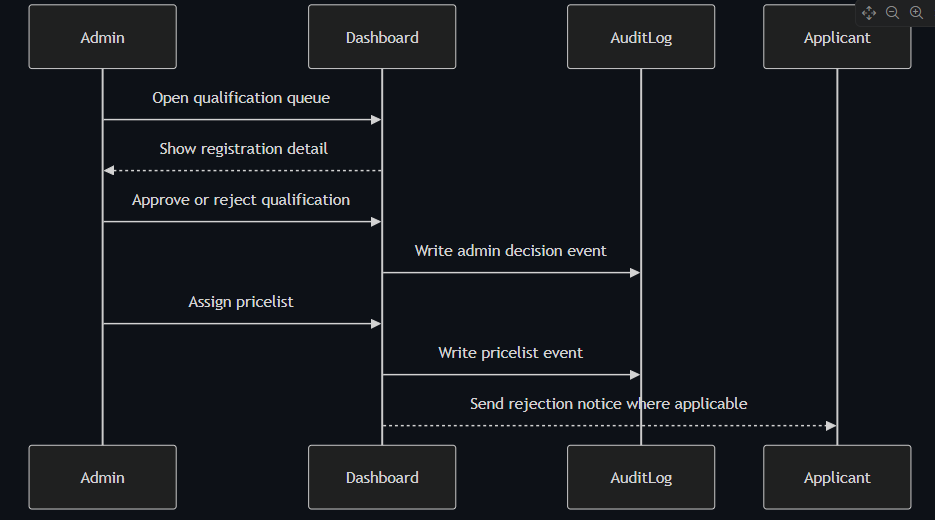 Admin
Dashboard
AuditLog
Applicant
Open qualification queue
Show registration detail
Approve or reject qualification
Write admin decision event
Assign pricelist
Write pricelist event
Send rejection notice where applicable
Admin
Dashboard
AuditLog
Applicant